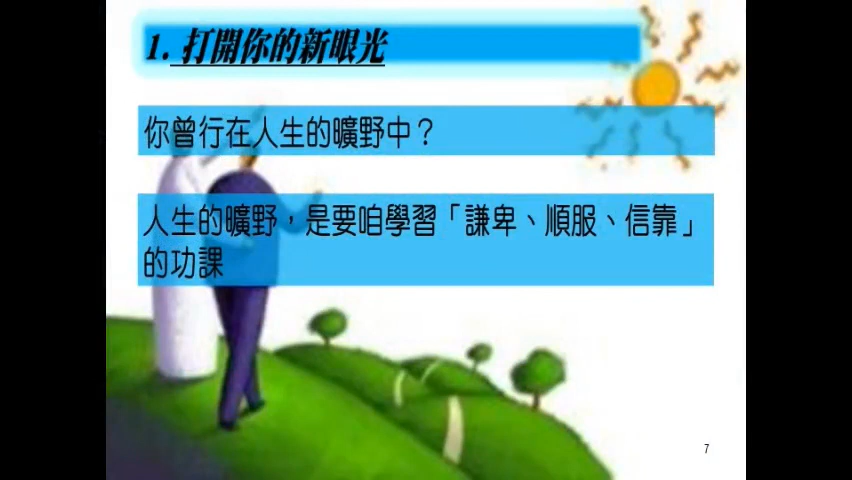 1. 打開你的新眼光
你曾行在人生的曠野中？
人生的曠野，是要咱學習「謙卑、順服、信靠」
的功課
7